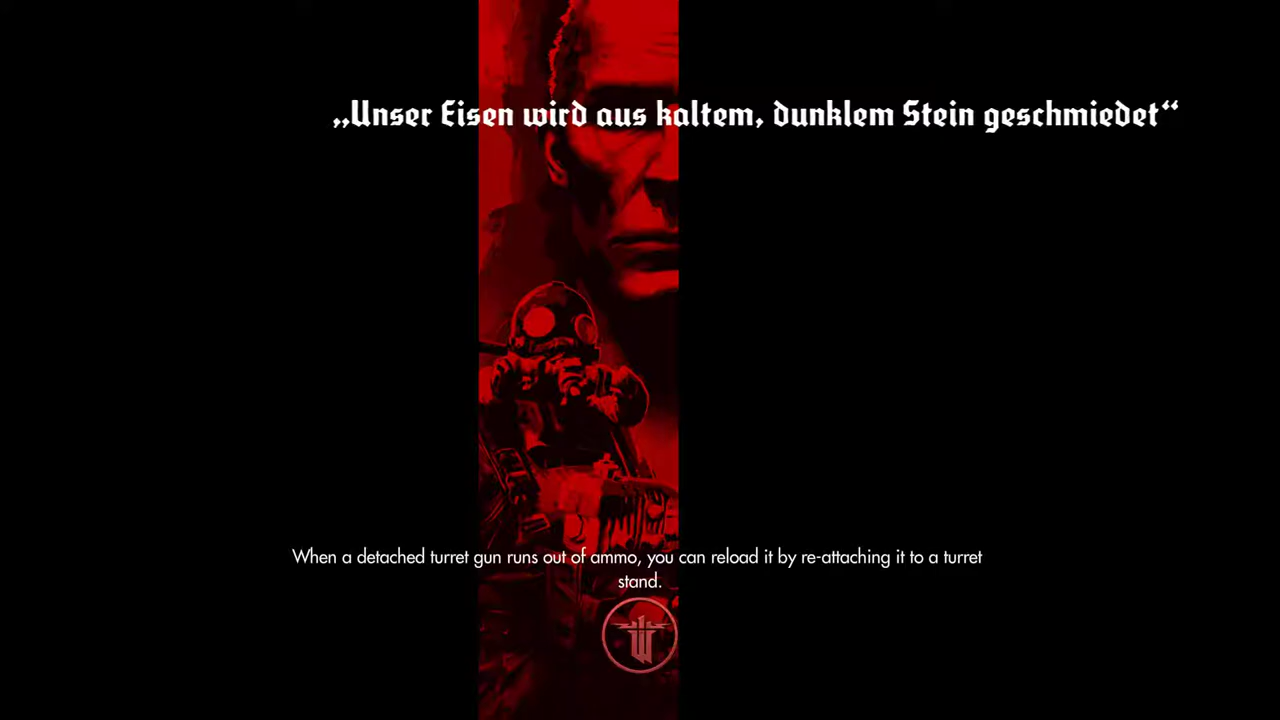 „Unser Eisen wird aus kaltem, dunklem Stein geschmiedet“
When a detached turret gun runs out of ammo, you can reload it by re-attaching it to a turret
stand.